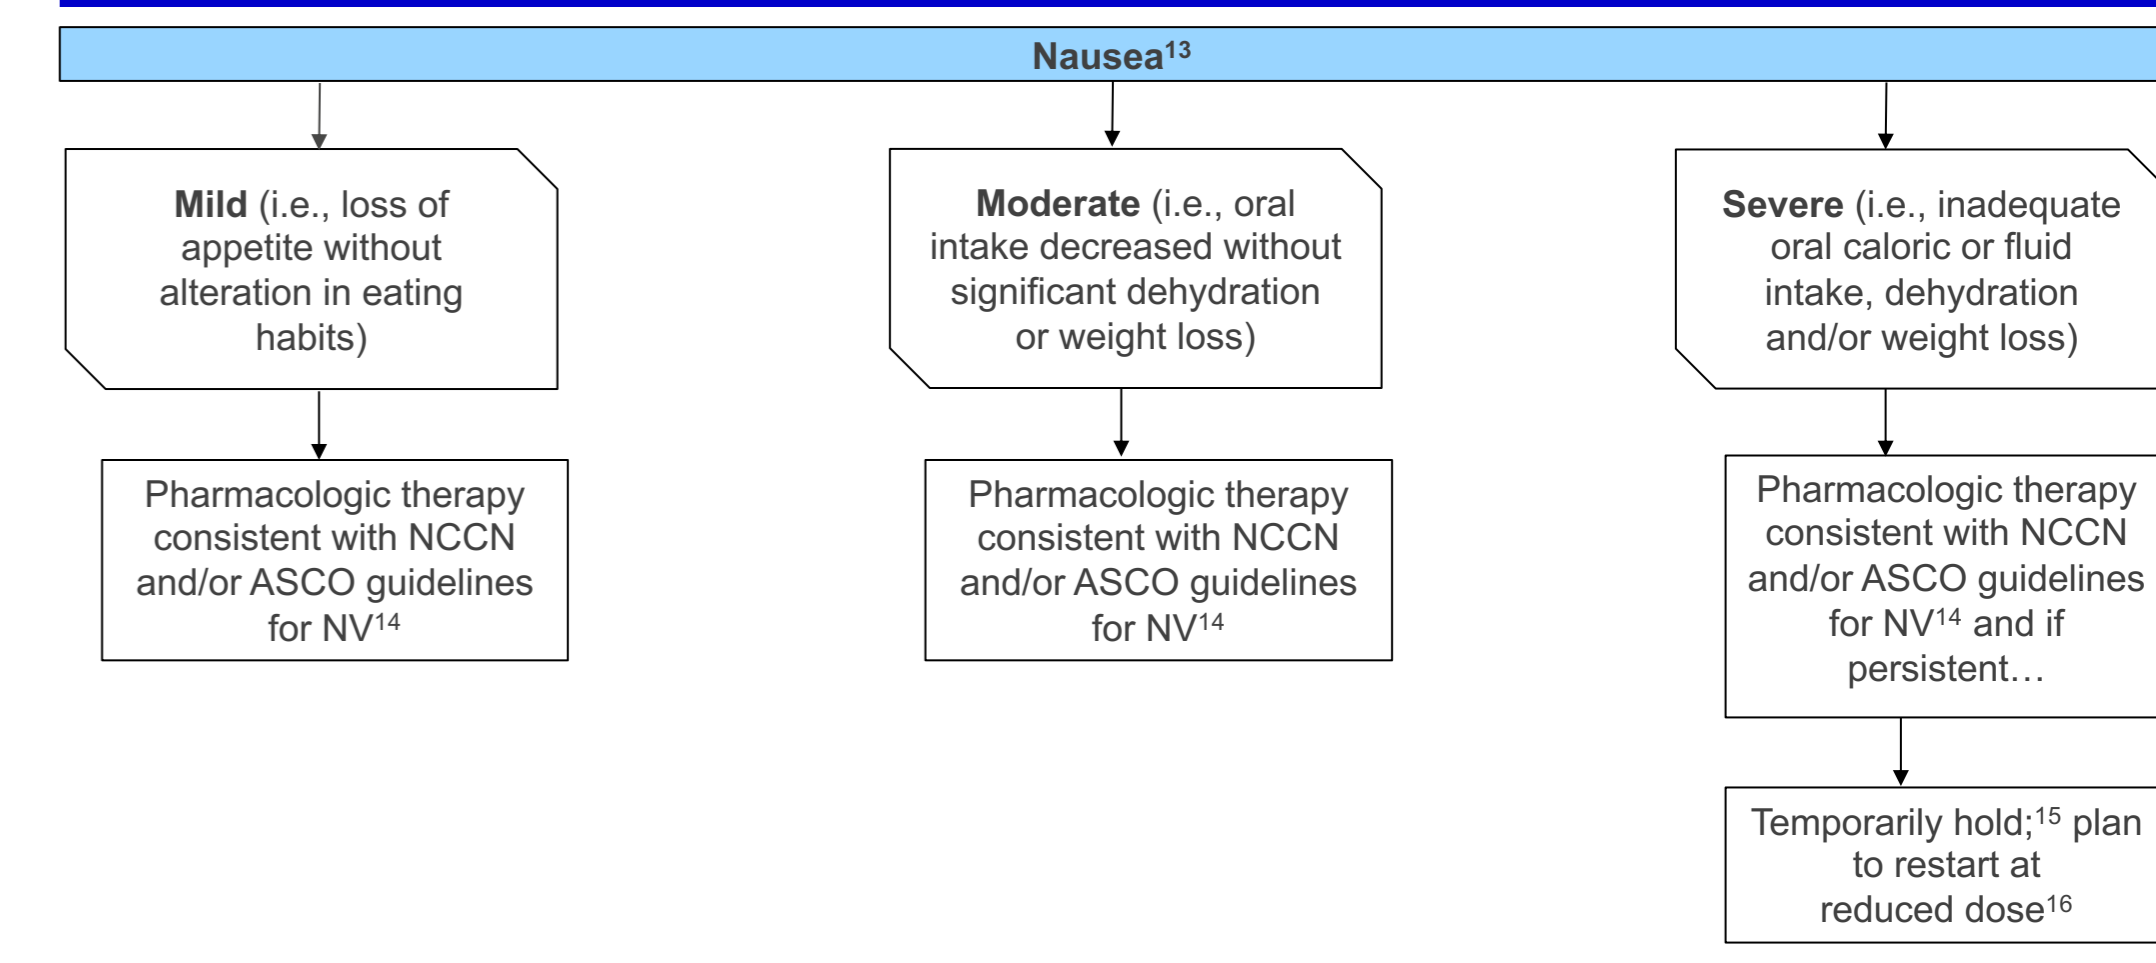 Nausea¹³
Mild (i.e., loss of
appetite without
alteration in eating
habits)
Moderate (i.e., oral
intake decreased without
significant dehydration
or weight loss)
Severe (i.e., inadequate
oral caloric or fluid
intake, dehydration
and/or weight loss)
Pharmacologic therapy
consistent with NCCN
and/or ASCO guidelines
for NV¹⁴
Pharmacologic therapy
consistent with NCCN
and/or ASCO guidelines
for NV¹⁴
Pharmacologic therapy
consistent with NCCN
and/or ASCO guidelines
for NV¹⁴ and if
persistent…
Temporarily hold;¹⁵ plan
to restart at
reduced dose¹⁶